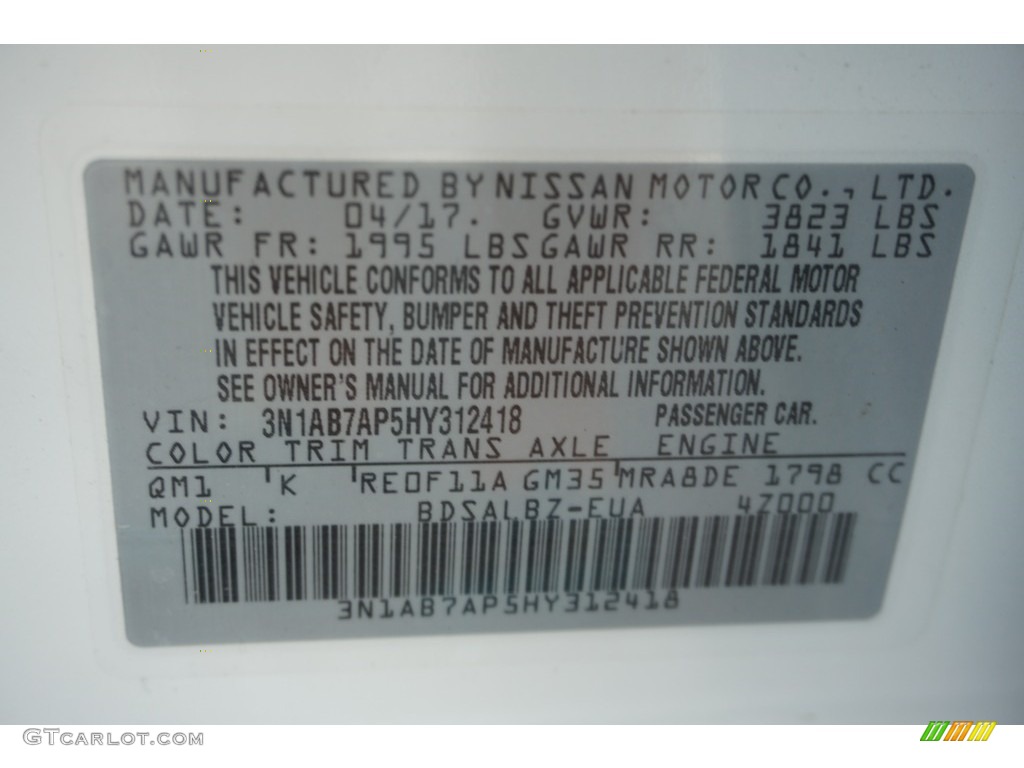 MANUFACTURED BY NISSAN MOTOR CO., LTD.
DATE: 04/17. GVWR: 3823 LBS
GAWR FR: 1995 LBS GAWR RR: 1841 LBS
THIS VEHICLE CONFORMS TO ALL APPLICABLE FEDERAL MOTOR
VEHICLE SAFETY, BUMPER AND THEFT PREVENTION STANDARDS
IN EFFECT ON THE DATE OF MANUFACTURE SHOWN ABOVE.
SEE OWNER'S MANUAL FOR ADDITIONAL INFORMATION.
VIN: 3N1AB7AP5HY312418 PASSENGER CAR.
COLOR TRIM TRANS AXLE ENGINE
QM1 K RE0F11A GM35 MRA8DE 1798 CC
MODEL: BDSALBZ-EUA 4Z000
3N1AB7AP5HY312418
GTCARLOT.COM